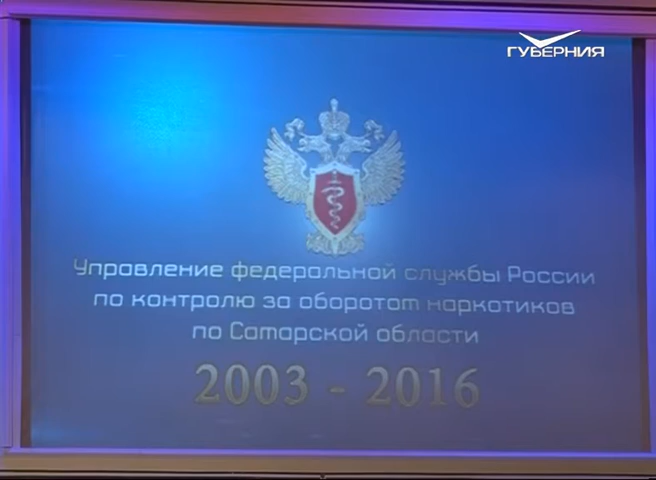 ГУБЕРНИЯ
Управление федеральной службы России
по контролю за оборотом наркотиков
по Самарской области
2003 - 2016